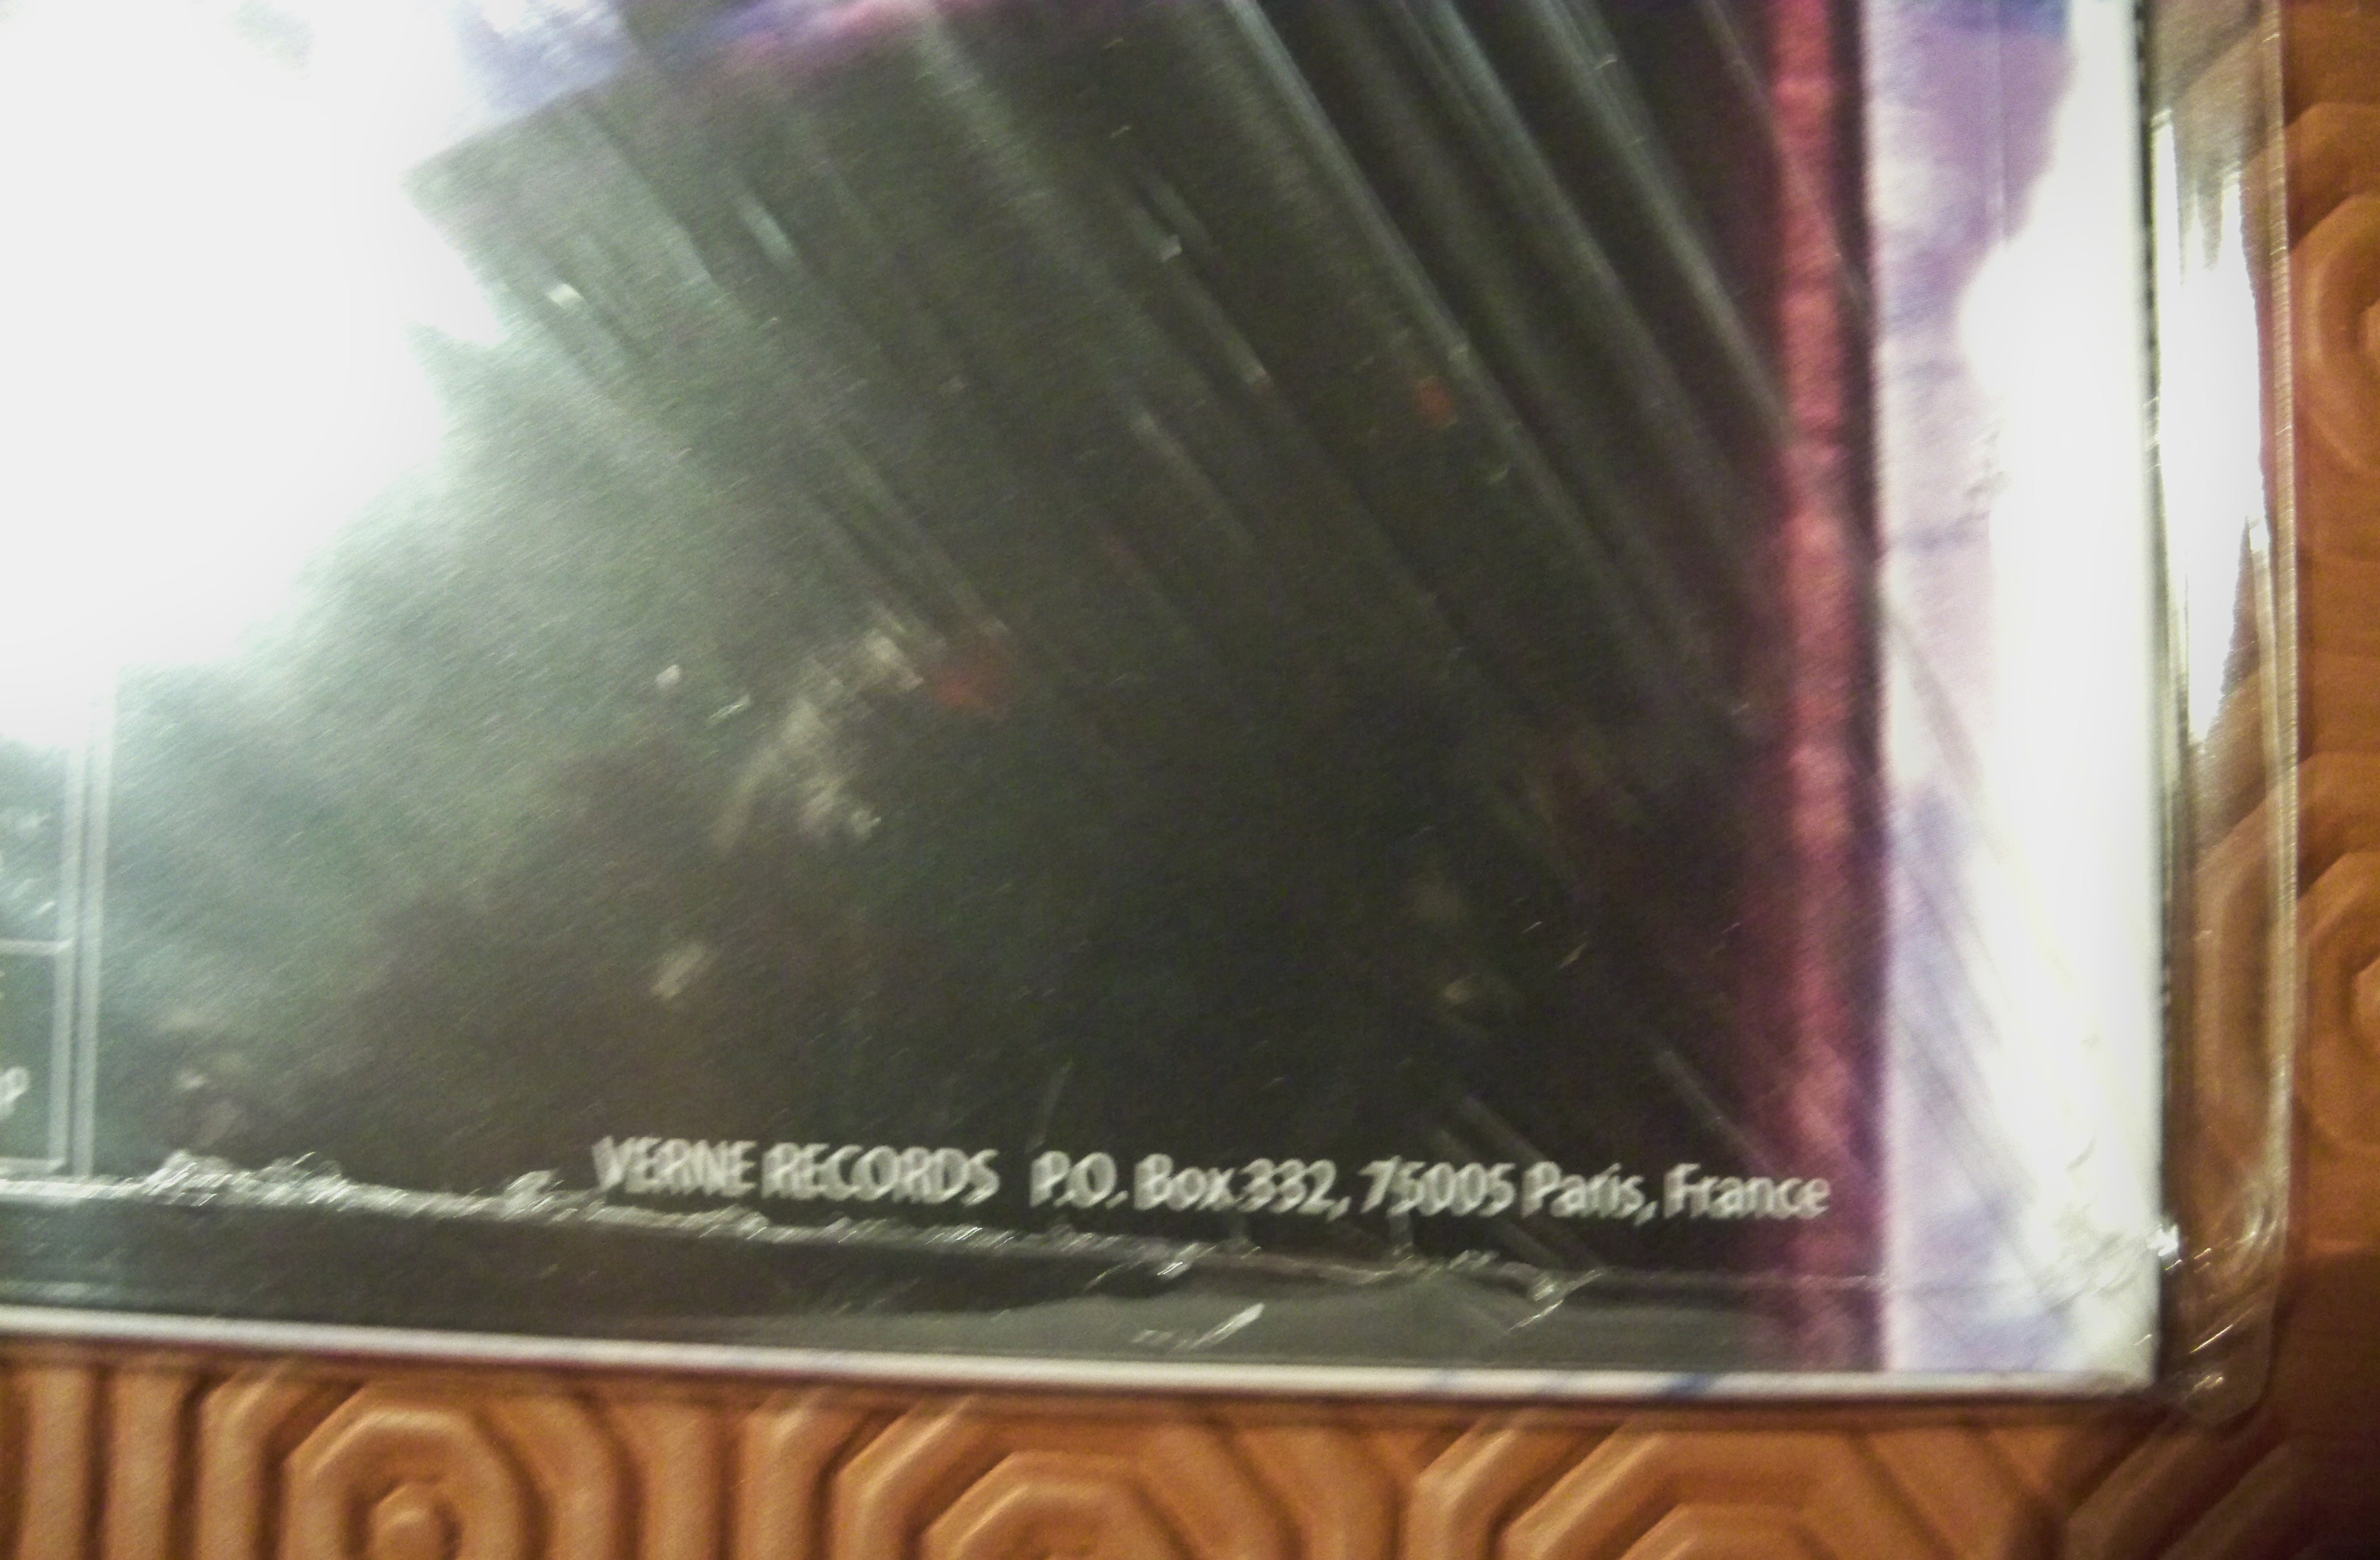 VERNE RECORDS P.O. Box 332, 75005 Paris, France